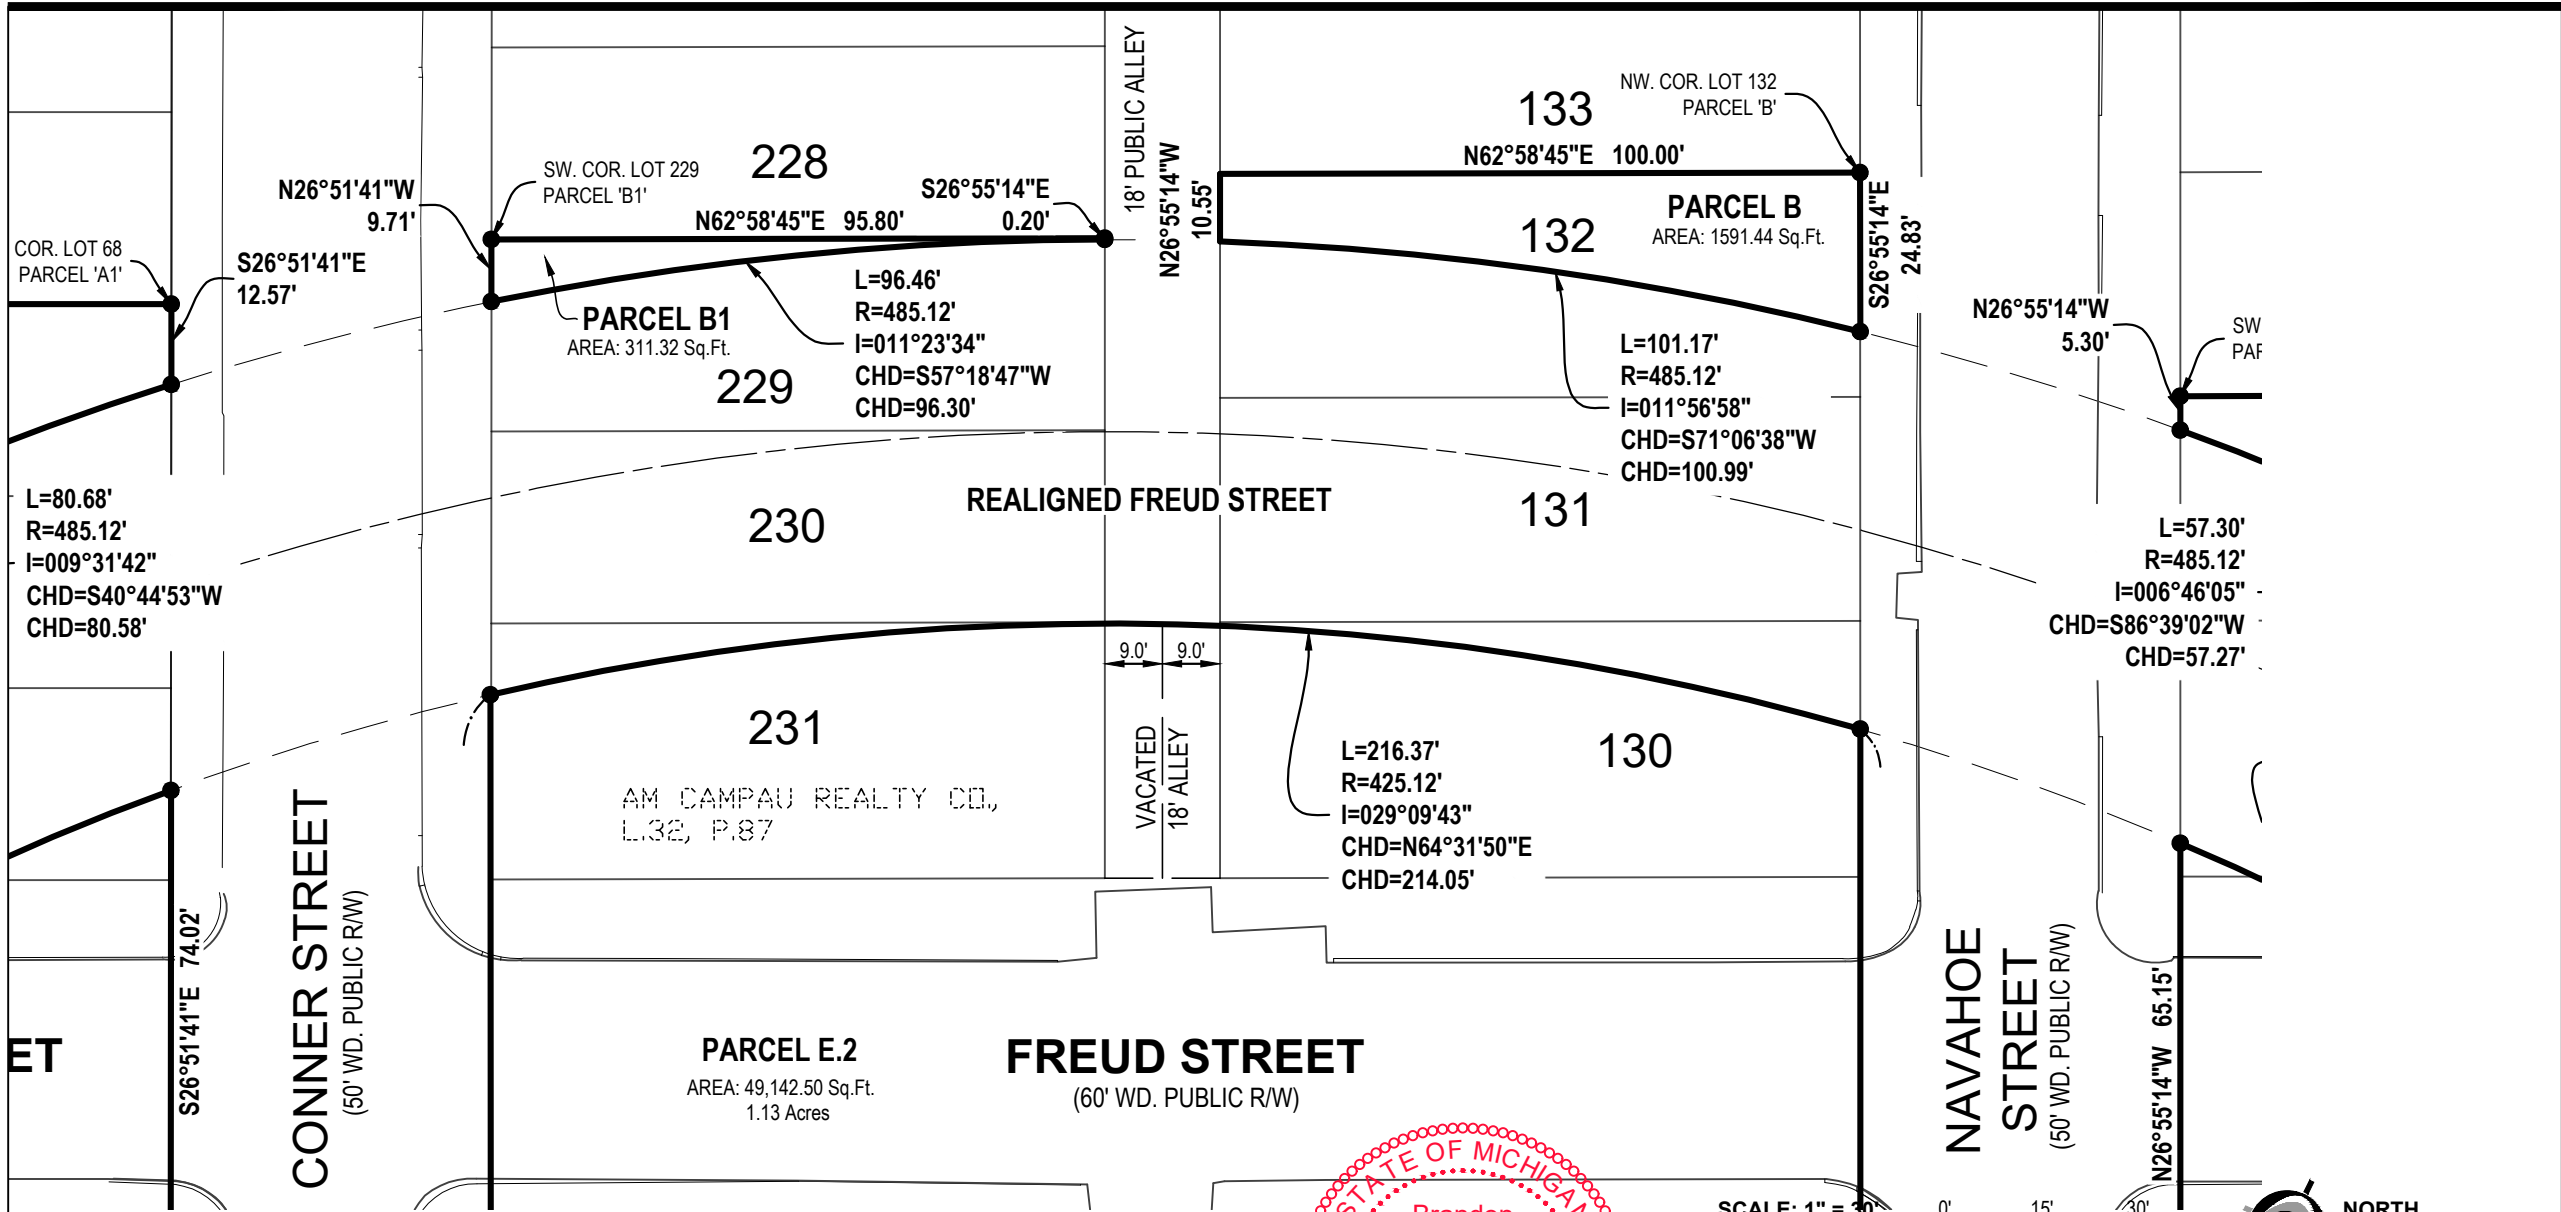 18' PUBLIC ALLEY
NW. COR. LOT 132
PARCEL 'B'
133
N62°58'45"E 100.00'
228
SW. COR. LOT 229
PARCEL 'B1'
N26°51'41"W
9.71'
S26°55'14"E
0.20'
N62°58'45"E 95.80'
N26°55'14"W
10.55'
PARCEL B
AREA: 1591.44 Sq.Ft.
132
S26°55'14"E
24.83'
COR. LOT 68
PARCEL 'A1'
S26°51'41"E
12.57'
PARCEL B1
AREA: 311.32 Sq.Ft.
229
L=96.46'
R=485.12'
I=011°23'34"
CHD=S57°18'47"W
CHD=96.30'
L=101.17'
R=485.12'
I=011°56'58"
CHD=S71°06'38"W
CHD=100.99'
N26°55'14"W
5.30'
SW
PAR
L=80.68'
R=485.12'
I=009°31'42"
CHD=S40°44'53"W
CHD=80.58'
230
REALIGNED FREUD STREET
131
L=57.30'
R=485.12'
I=006°46'05"
CHD=S86°39'02"W
CHD=57.27'
9.0' 9.0'
231
AM CAMPAU REALTY CO.,
L.32, P.87
VACATED
18' ALLEY
L=216.37'
R=425.12'
I=029°09'43"
CHD=N64°31'50"E
CHD=214.05'
130
S26°51'41"E 74.02'
CONNER STREET
(50' WD. PUBLIC R/W)
ET
PARCEL E.2
AREA: 49,142.50 Sq.Ft.
1.13 Acres
FREUD STREET
(60' WD. PUBLIC R/W)
NAVAHOE
STREET
(50' WD. PUBLIC R/W)
N26°55'14"W 65.15'
STATE OF MICHIGAN
Brandon
SCALE: 1" = 30'
0' 15' 30'
NORTH